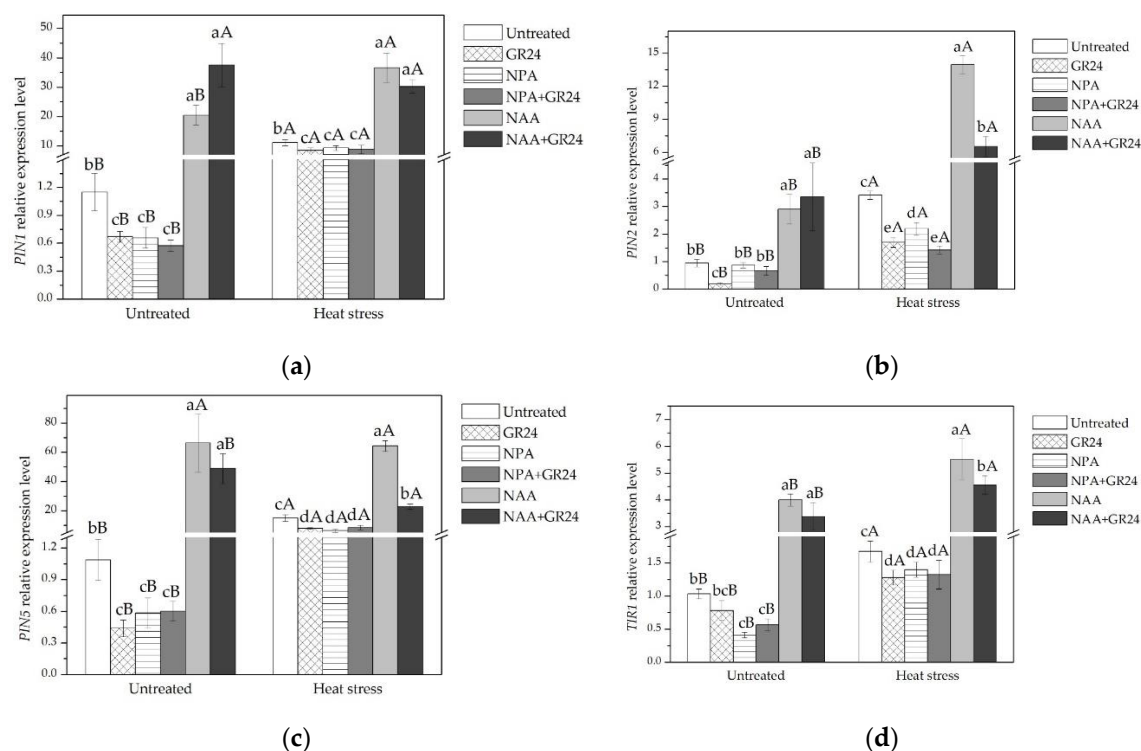 PIN1 relative expression level
50
40
30
20
10
1.2
0.9
0.6
0.3
0.0
bB
cB
cB
cB
aB
aA
bA
cA
cA
cA
aA
aA
Untreated
Heat stress
Untreated
GR24
NPA
NPA+GR24
NAA
NAA+GR24
(a)
PIN2 relative expression level
15
12
9
6
4
3
2
1
0
bB
cB
bB
bB
aB
aB
cA
eA
dA
eA
aA
bA
Untreated
Heat stress
Untreated
GR24
NPA
NPA+GR24
NAA
NAA+GR24
(b)
PIN5 relative expression level
80
60
40
20
1.2
0.9
0.6
0.3
0.0
bB
cB
cB
cB
aA
aB
cA
dA
dA
dA
aA
bA
Untreated
Heat stress
Untreated
GR24
NPA
NPA+GR24
NAA
NAA+GR24
(c)
TIR1 relative expression level
7
6
5
4
3
1.5
1.0
0.5
0.0
bB
bcB
cB
cB
aB
aB
cA
dA
dA
dA
aA
bA
Untreated
Heat stress
Untreated
GR24
NPA
NPA+GR24
NAA
NAA+GR24
(d)